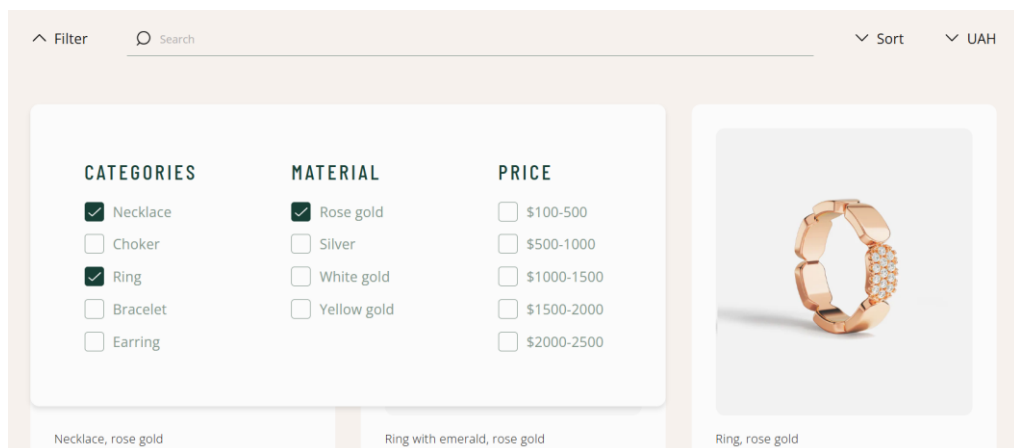 Filter
Search
Sort
UAH
CATEGORIES
Necklace
Choker
Ring
Bracelet
Earring
MATERIAL
Rose gold
Silver
White gold
Yellow gold
PRICE
$100-500
$500-1000
$1000-1500
$1500-2000
$2000-2500
Necklace, rose gold
Ring with emerald, rose gold
Ring, rose gold